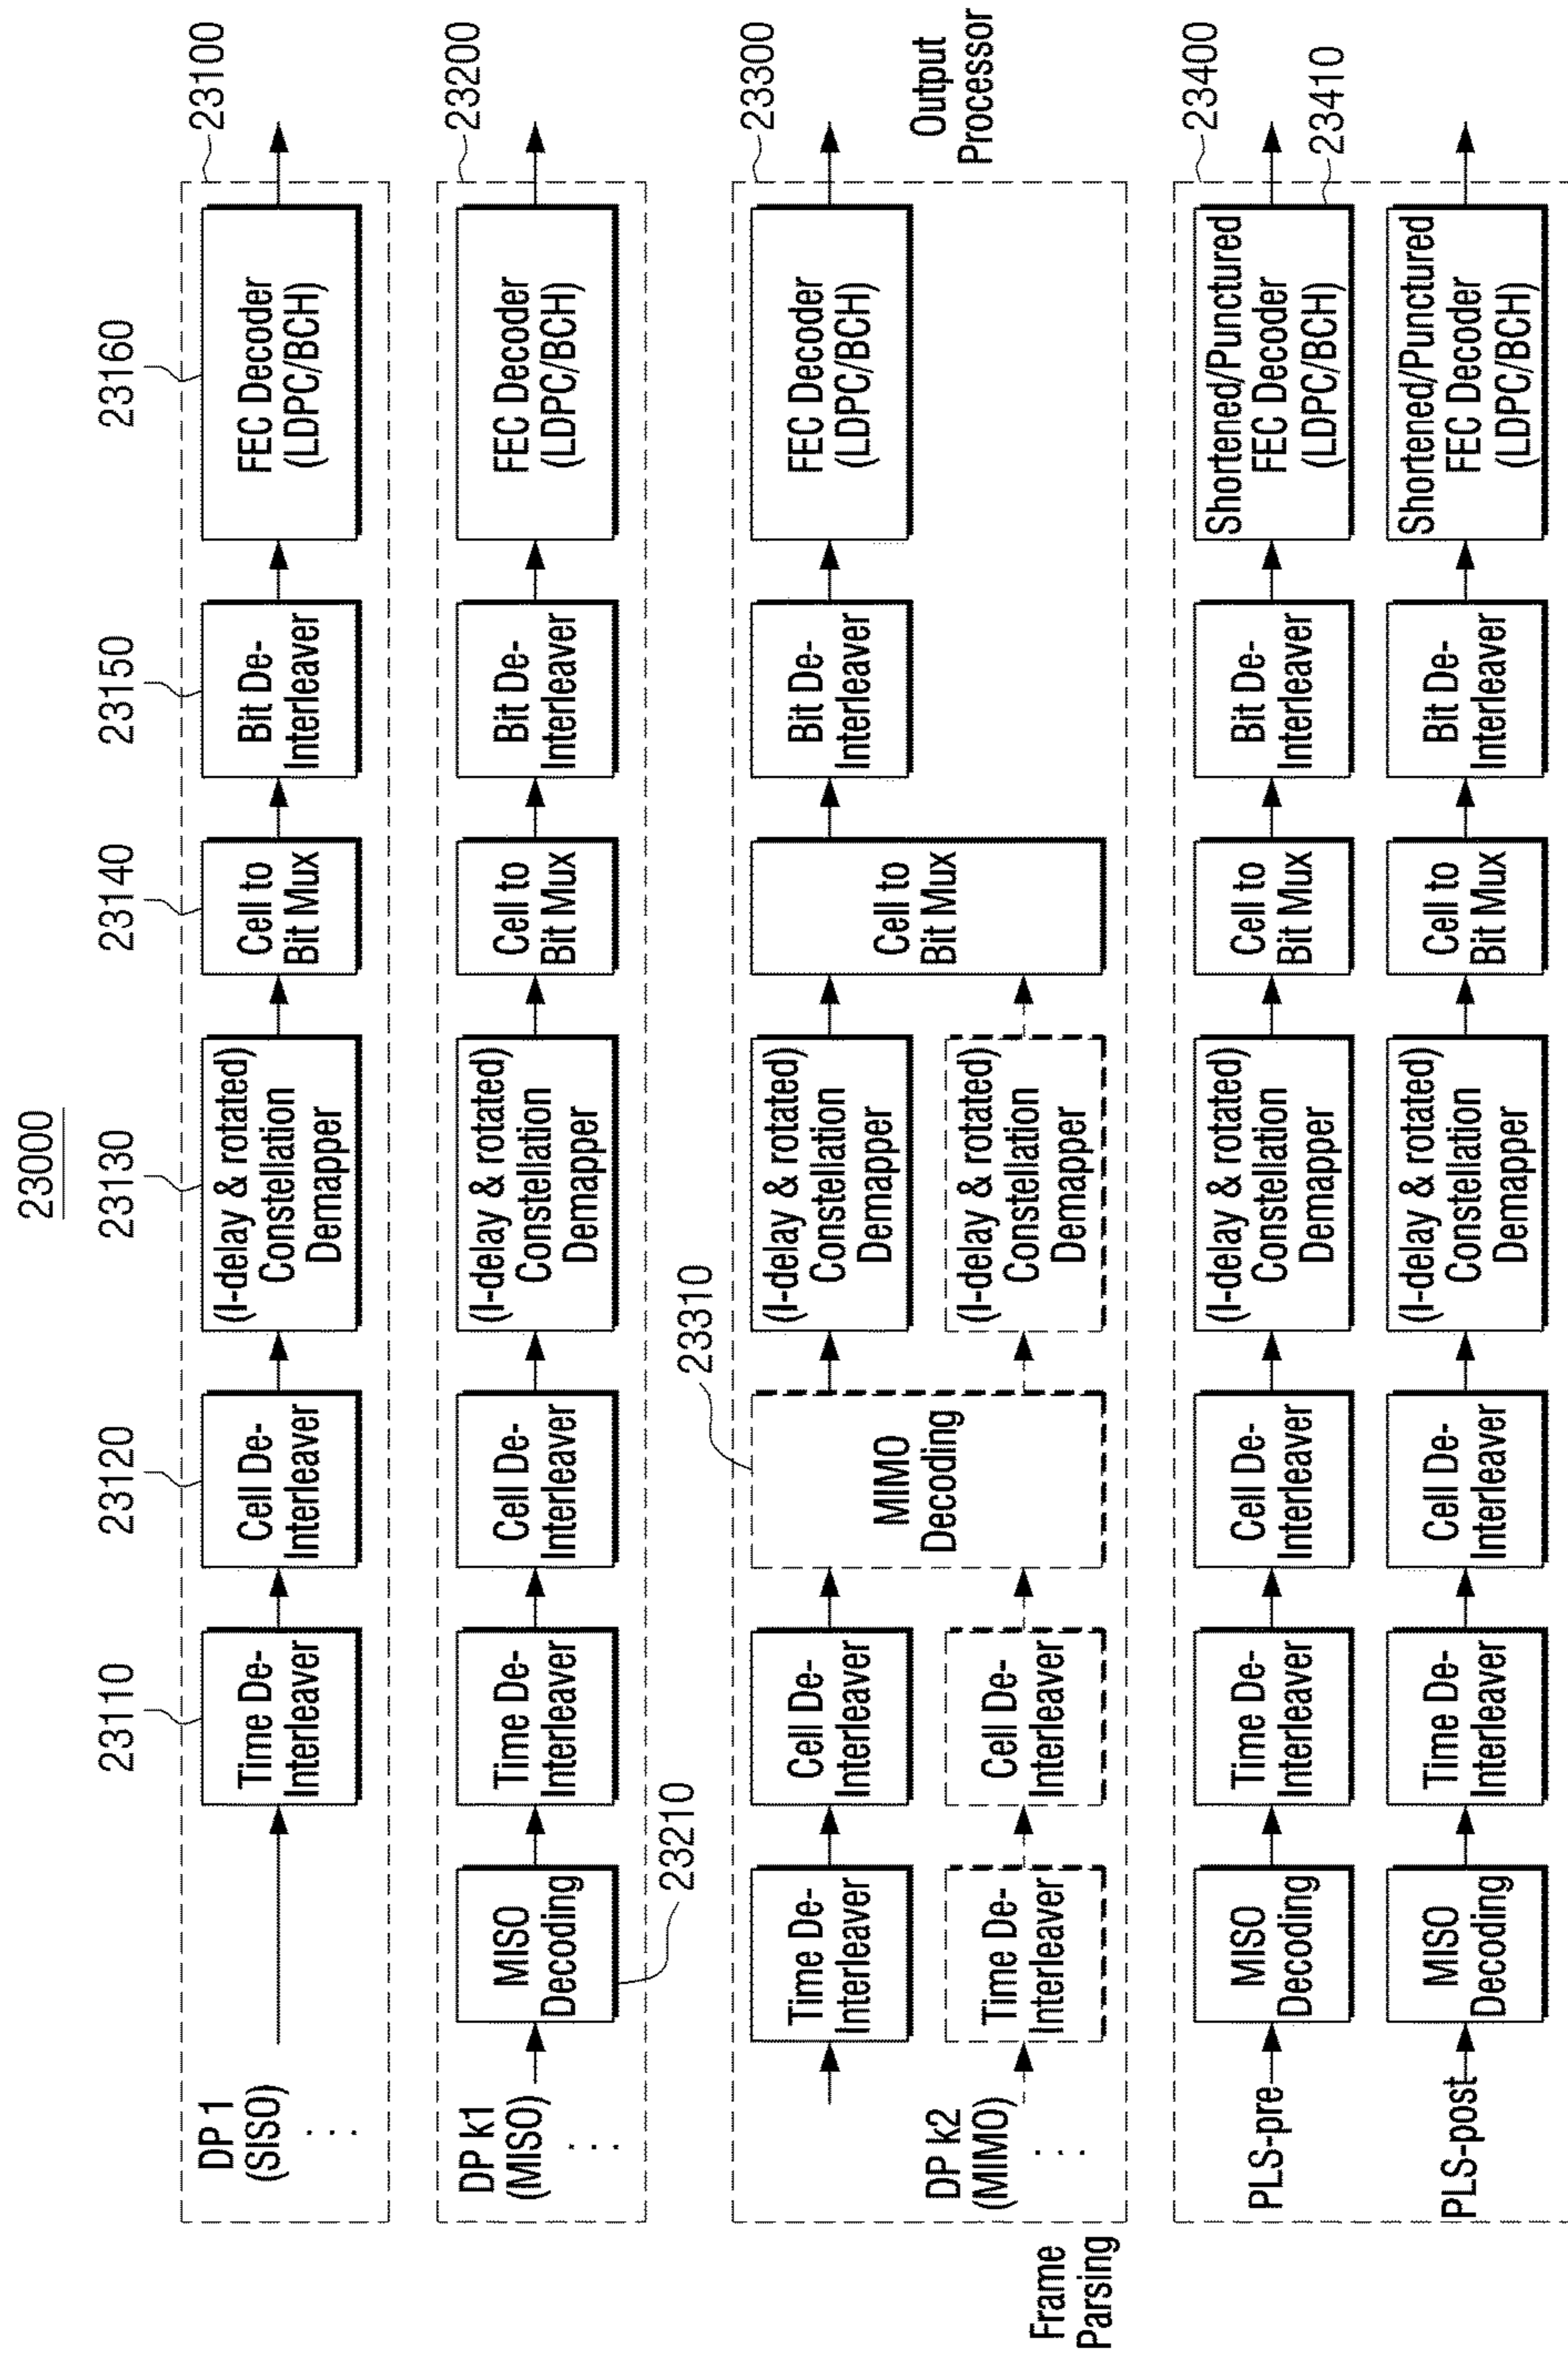 23000
23110
23120
23130
23140
23150
23160
23100
DP 1
(SISO)
Time De-
Interleaver
Cell De-
Interleaver
(I-delay & rotated)
Constellation
Demapper
Cell to
Bit Mux
Bit De-
Interleaver
FEC Decoder
(LDPC/BCH)
23200
DP k1
(MISO)
MISO
Decoding
Time De-
Interleaver
Cell De-
Interleaver
(I-delay & rotated)
Constellation
Demapper
Cell to
Bit Mux
Bit De-
Interleaver
FEC Decoder
(LDPC/BCH)
23210
23310
23300
Time De-
Interleaver
Cell De-
Interleaver
MIMO
Decoding
(I-delay & rotated)
Constellation
Demapper
Cell to
Bit Mux
Bit De-
Interleaver
FEC Decoder
(LDPC/BCH)
DP k2
(MIMO)
Time De-
Interleaver
Cell De-
Interleaver
(I-delay & rotated)
Constellation
Demapper
Frame
Parsing
Output
Processor
23400
PLS-pre
MISO
Decoding
Time De-
Interleaver
Cell De-
Interleaver
(I-delay & rotated)
Constellation
Demapper
Cell to
Bit Mux
Bit De-
Interleaver
Shortened/Punctured
FEC Decoder
(LDPC/BCH)
23410
PLS-post
MISO
Decoding
Time De-
Interleaver
Cell De-
Interleaver
(I-delay & rotated)
Constellation
Demapper
Cell to
Bit Mux
Bit De-
Interleaver
Shortened/Punctured
FEC Decoder
(LDPC/BCH)